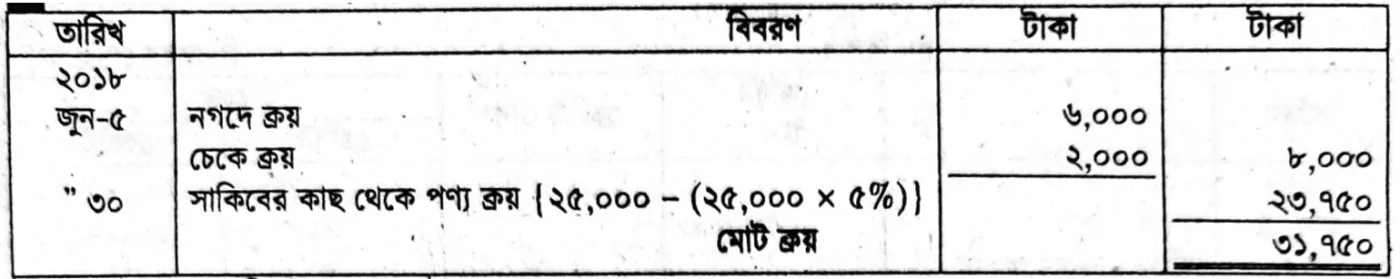 তারিখ বিবরণ টাকা টাকা
২০১৮
জুন-৫ নগদে ক্রয় ৬,০০০
চেকে ক্রয় ২,০০০ ৮,০০০
" ৩০ সাকিবের কাছ থেকে পণ্য ক্রয় {২৫,০০০ – (২৫,০০০ × ৫%)} ২৩,৭৫০
মোট ক্রয় ৩১,৭৫০